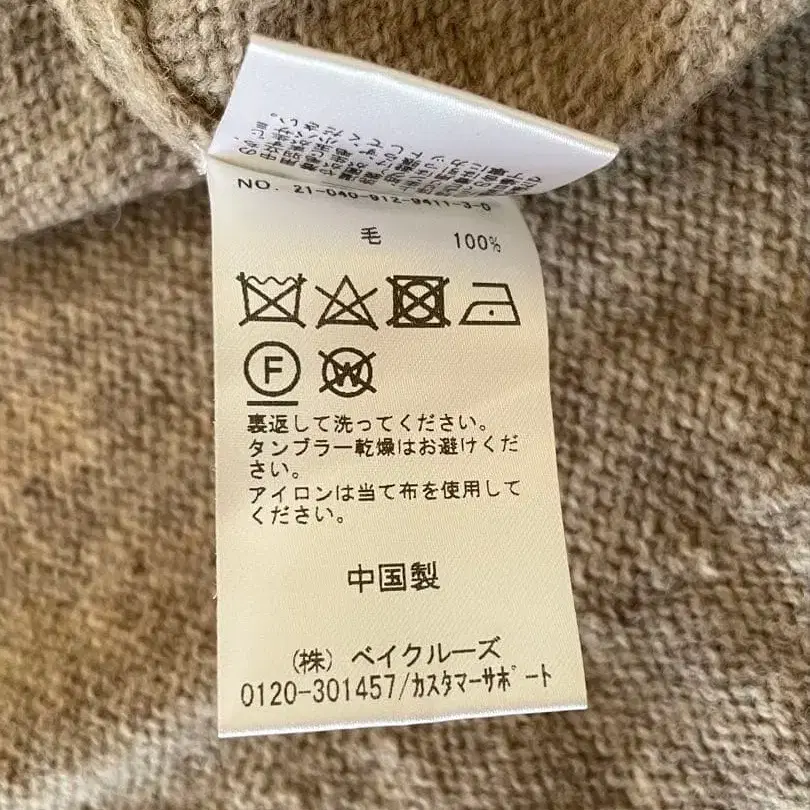 NO. 21-040-912-9411-3-0
毛 100%
F
W
裏返して洗ってください。
タンブラー乾燥はお避けくだ
さい。
アイロンは当て布を使用して
ください。
中国製
(株) ベイクルーズ
0120-301457/ｶｽﾀﾏｰｻﾎﾟｰﾄ